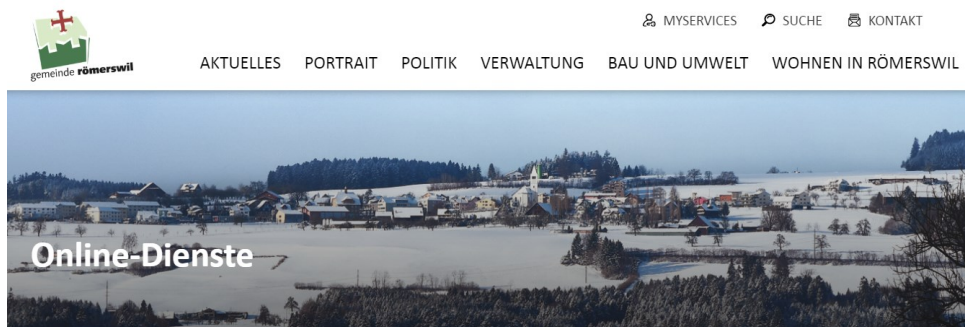 MYSERVICES SUCHE KONTAKT
gemeinde römerswil
AKTUELLES PORTRAIT POLITIK VERWALTUNG BAU UND UMWELT WOHNEN IN RÖMERSWIL
Online-Dienste